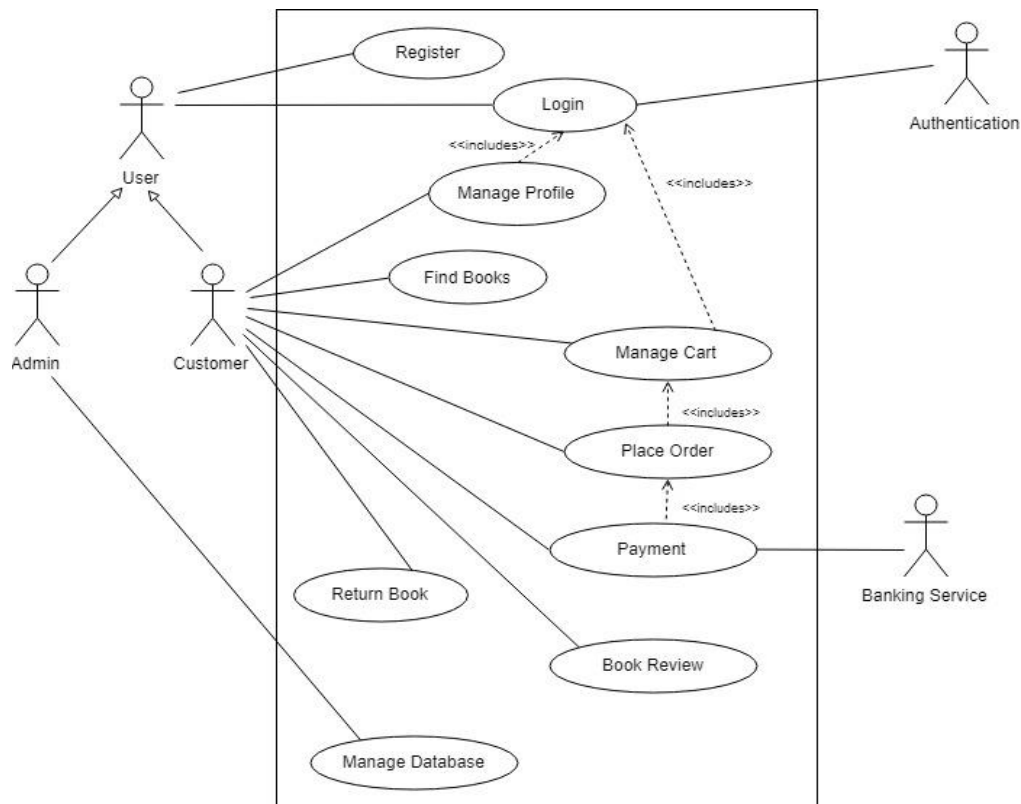 Register
Login
Authentication
<<includes>>
User
<<includes>>
Manage Profile
Find Books
Manage Cart
Admin
Customer
<<includes>>
Place Order
<<includes>>
Payment
Return Book
Banking Service
Book Review
Manage Database